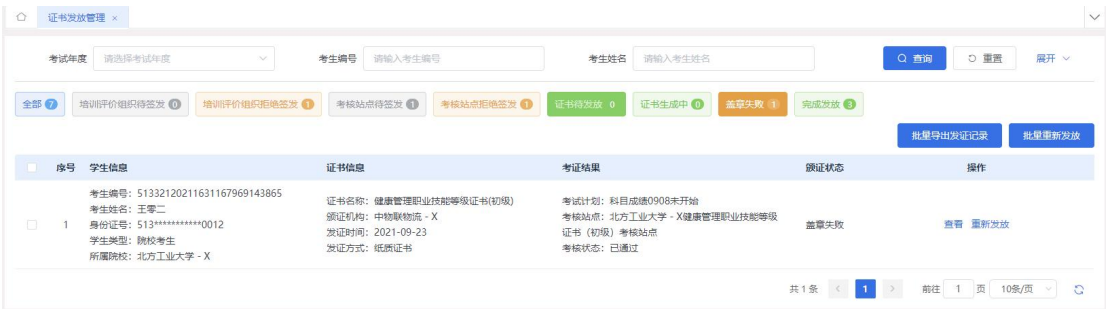 证书发放管理 ×
考试年度 请选择考试年度 考生编号 请输入考生编号 考生姓名 请输入考生姓名 查询 重置 展开
全部 7 培训评价组织待签发 0 培训评价组织拒绝签发 1 考核站点待签发 1 考核站点拒绝签发 1 证书待发放 0 证书生成中 0 盖章失败 1 完成发放 3
批量导出发证记录 批量重新发放
序号 学生信息 证书信息 考证结果 颁证状态 操作
考生编号：51332120211631167969143865
考生姓名：王零二
身份证号：513***********0012
学生类型：院校考生
所属院校：北方工业大学 - X
证书名称：健康管理职业技能等级证书(初级)
颁证机构：中物联物流 - X
发证时间：2021-09-23
发证方式：纸质证书
考试计划：科目成绩0908未开始
考核站点：北方工业大学 - X健康管理职业技能等级
证书（初级）考核站点
考核状态：已通过
1
盖章失败
查看 重新发放
共 1 条 < 1 > 前往 1 页 10条/页